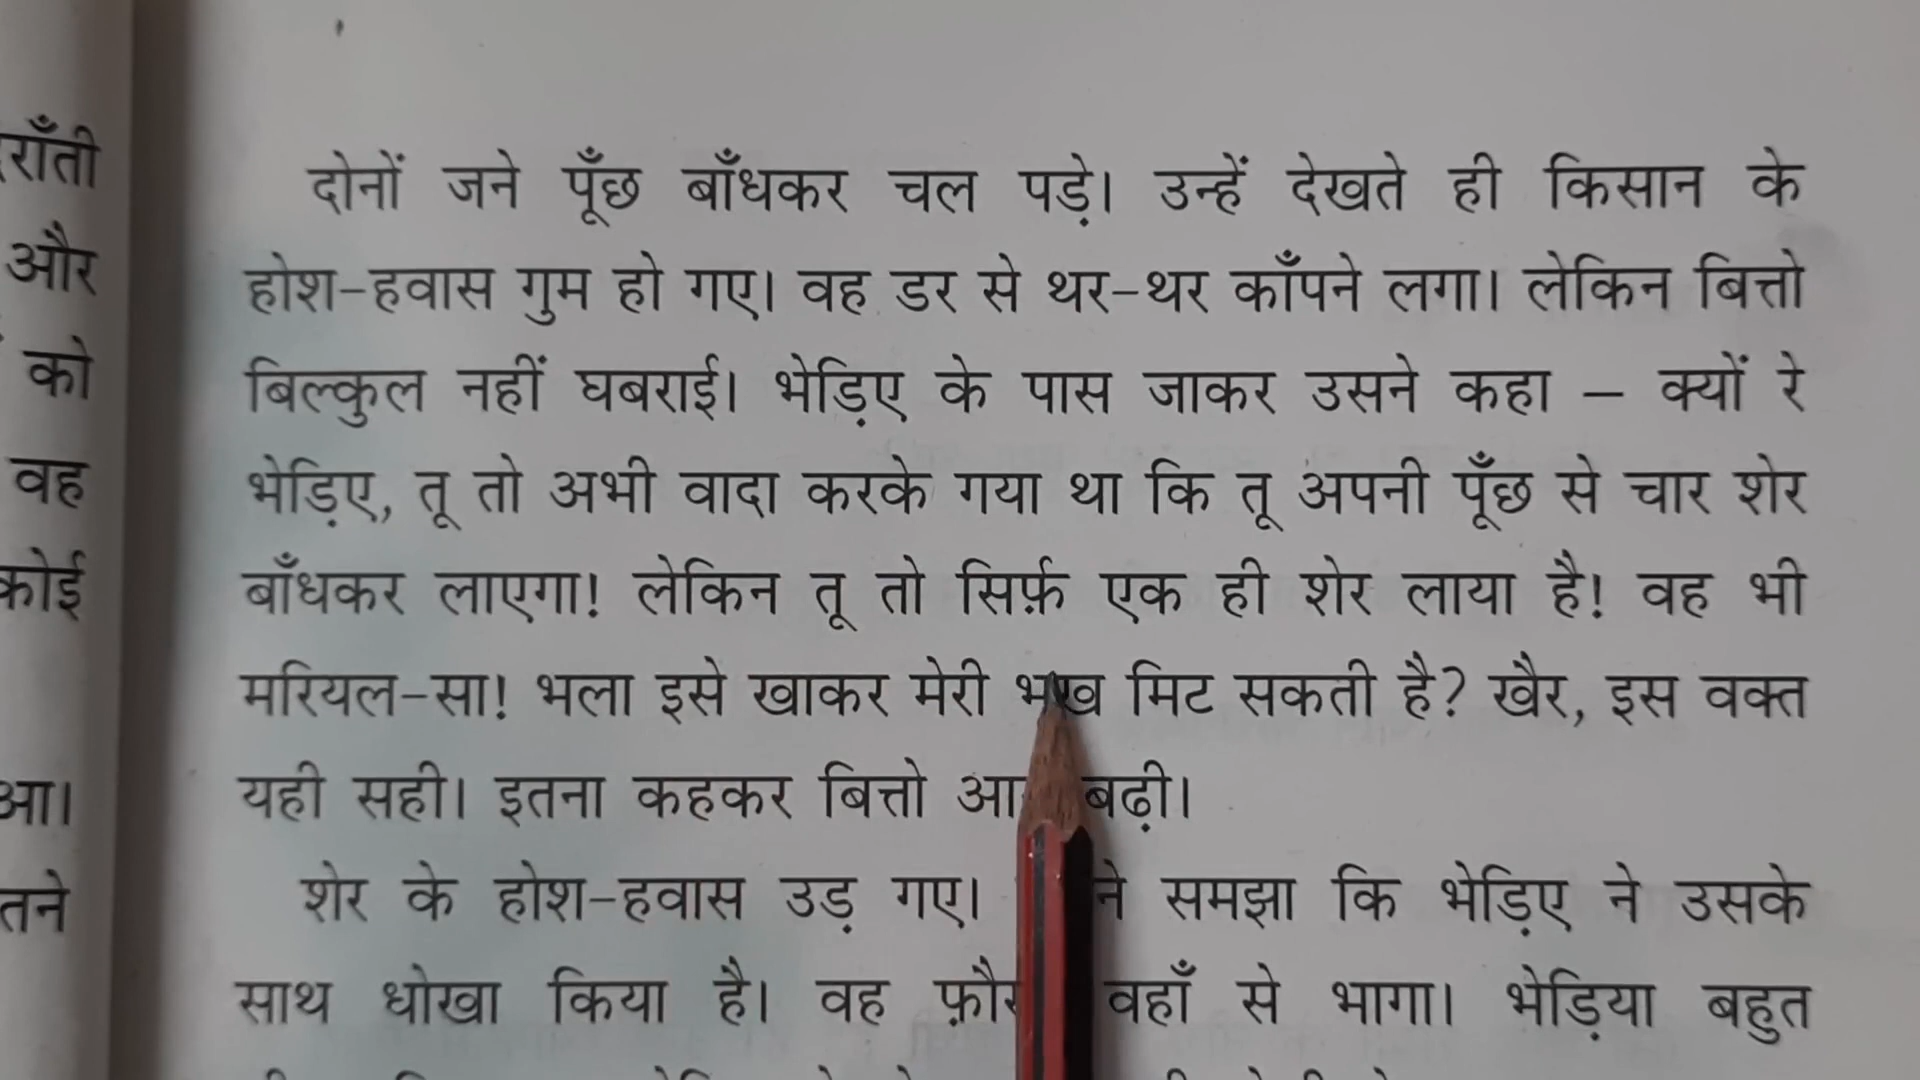 राँती
और
को
वह
कोई
आ।
तने
दोनों जने पूँछ बाँधकर चल पड़े। उन्हें देखते ही किसान के
होश-हवास गुम हो गए। वह डर से थर-थर काँपने लगा। लेकिन बित्तो
बिल्कुल नहीं घबराई। भेड़िए के पास जाकर उसने कहा – क्यों रे
भेड़िए, तू तो अभी वादा करके गया था कि तू अपनी पूँछ से चार शेर
बाँधकर लाएगा! लेकिन तू तो सिर्फ़ एक ही शेर लाया है! वह भी
मरियल-सा! भला इसे खाकर मेरी भूख मिट सकती है? खैर, इस वक्त
यही सही। इतना कहकर बित्तो आ बढ़ी।
शेर के होश-हवास उड़ गए। ने समझा कि भेड़िए ने उसके
साथ धोखा किया है। वह फ़ौर वहाँ से भागा। भेड़िया बहुत